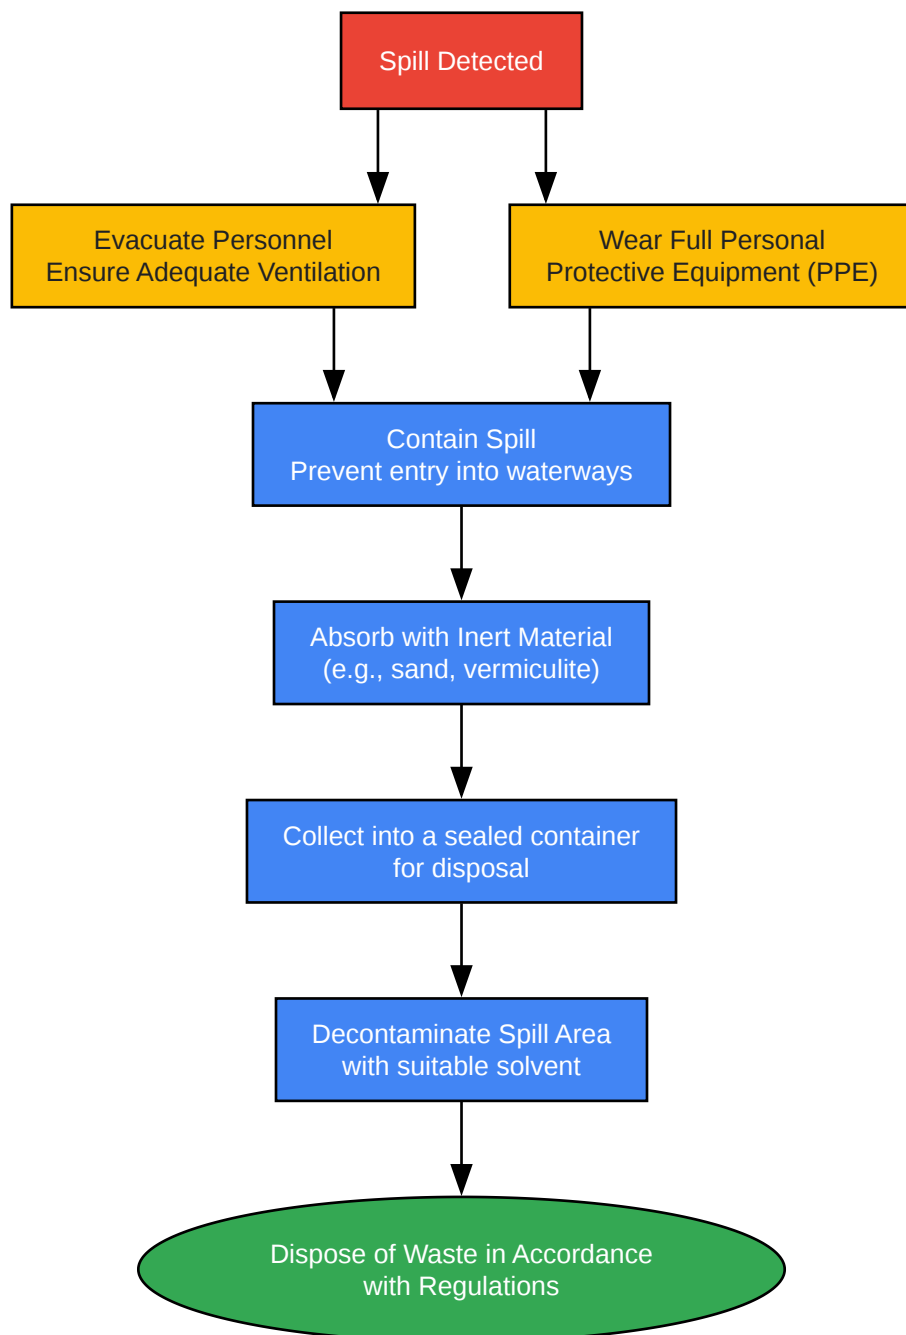 Spill Detected
Evacuate Personnel
Ensure Adequate Ventilation
Wear Full Personal
Protective Equipment (PPE)
Contain Spill
Prevent entry into waterways
Absorb with Inert Material
(e.g., sand, vermiculite)
Collect into a sealed container
for disposal
Decontaminate Spill Area
with suitable solvent
Dispose of Waste in Accordance
with Regulations